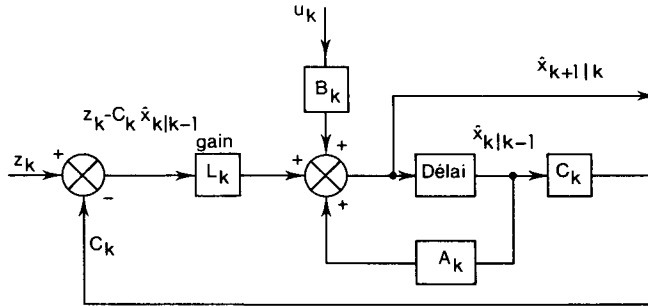 u_k
B_k
x̂_{k+1|k}
z_k-C_k x̂_{k|k-1}
gain
x̂_{k|k-1}
z_k
+
-
L_k
+
+
+
Délai
C_k
C_k
A_k